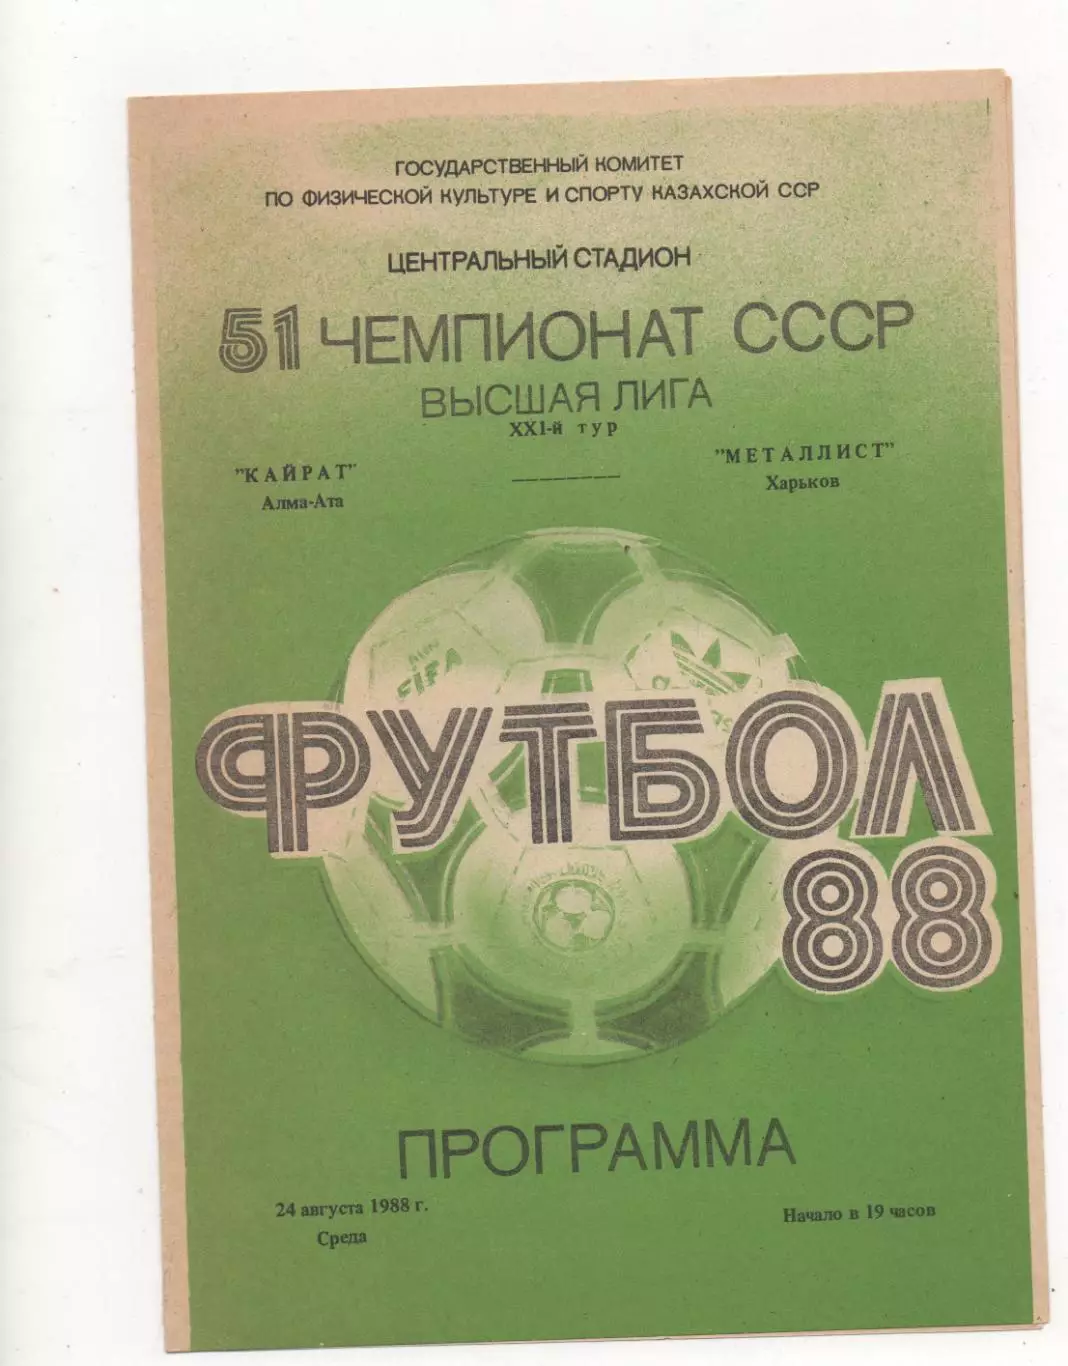 ГОСУДАРСТВЕННЫЙ КОМИТЕТ
ПО ФИЗИЧЕСКОЙ КУЛЬТУРЕ И СПОРТУ КАЗАХСКОЙ ССР
ЦЕНТРАЛЬНЫЙ СТАДИОН
51 ЧЕМПИОНАТ СССР
ВЫСШАЯ ЛИГА
XX1-й тур
"КАЙРАТ"
Алма-Ата
"МЕТАЛЛИСТ"
Харьков
FIFA
ФУТБОЛ
88
ПРОГРАММА
24 августа 1988 г.
Среда
Начало в 19 часов